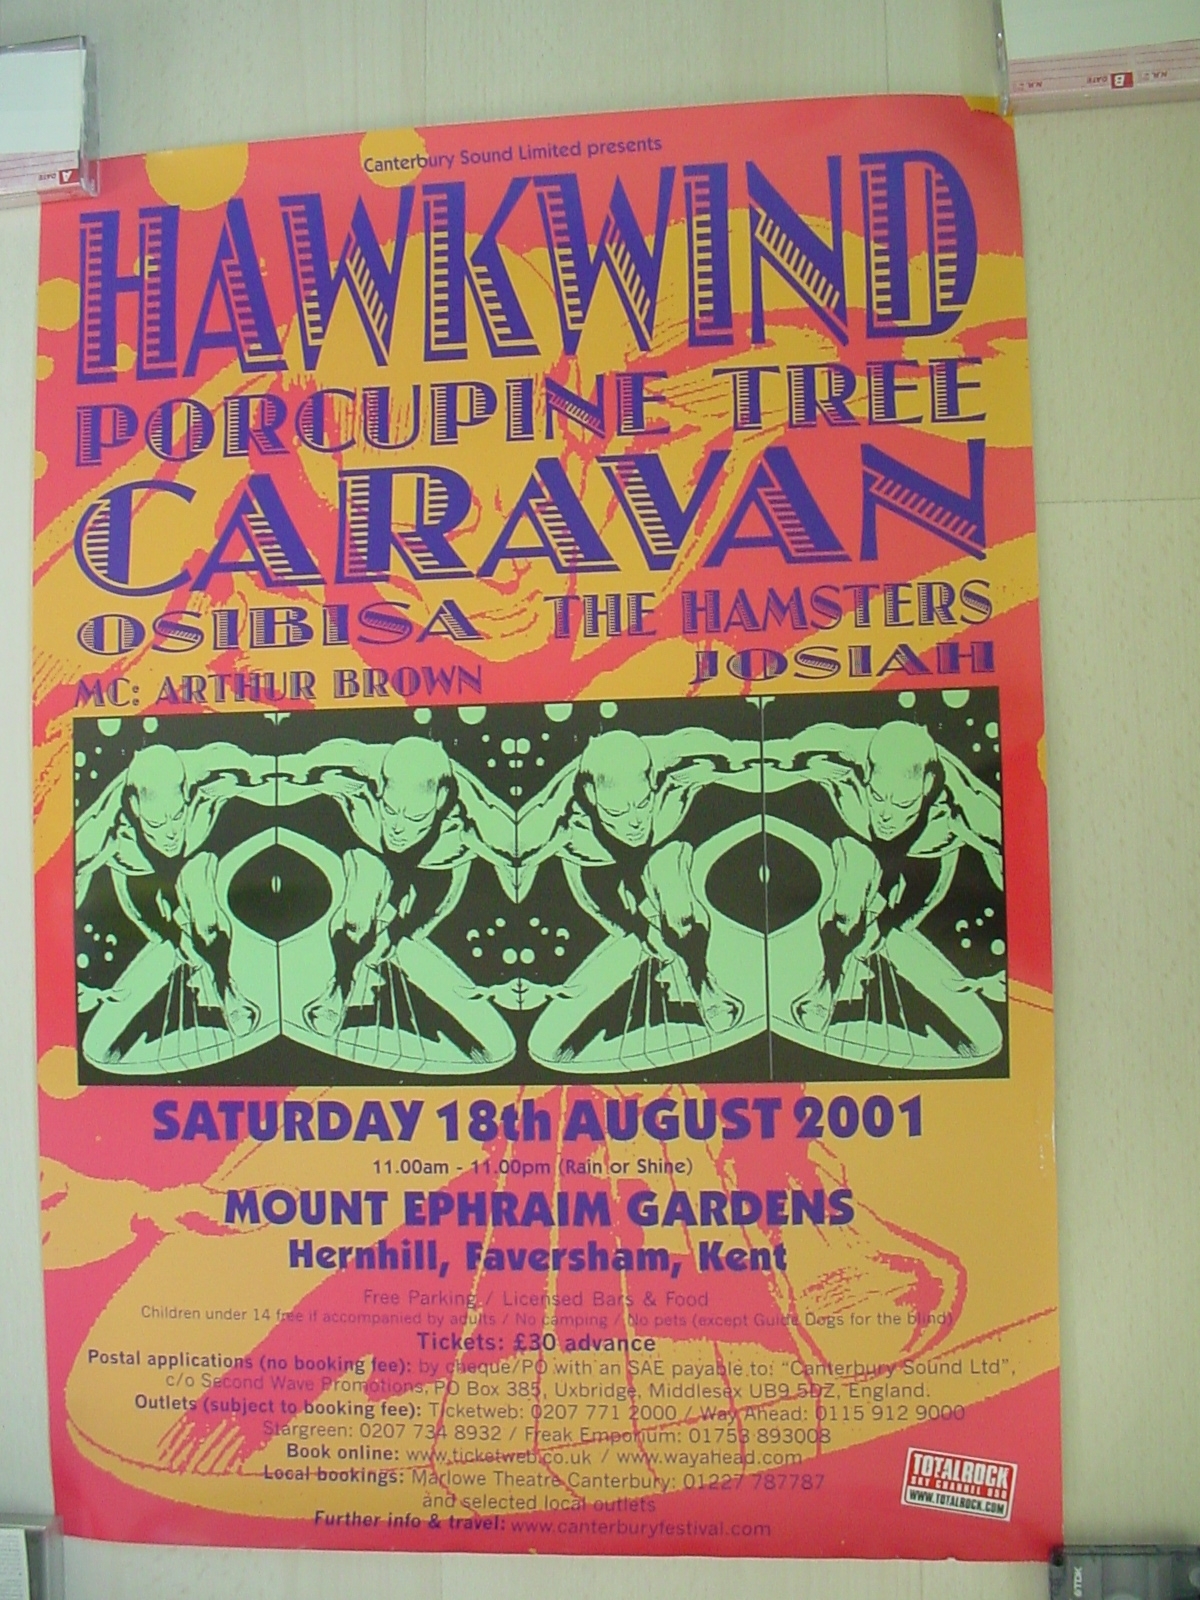 Canterbury Sound Limited presents
HAWKWIND
PORCUPINE TREE
CARAVAN
OSIBISA THE HAMSTERS
MC: ARTHUR BROWN JOSIAH
SATURDAY 18th AUGUST 2001
11.00am - 11.00pm (Rain or Shine)
MOUNT EPHRAIM GARDENS
Hernhill, Faversham, Kent
Free Parking / Licensed Bars & Food
Children under 14 free if accompanied by adults / No camping / No pets (except Guide Dogs for the blind)
Tickets: £30 advance
Postal applications (no booking fee): by cheque/PO with an SAE payable to: “Canterbury Sound Ltd”,
c/o Second Wave Promotions, PO Box 385, Uxbridge, Middlesex UB9 5DZ, England.
Outlets (subject to booking fee): Ticketweb: 0207 771 2000 / Way Ahead: 0115 912 9000
Stargreen: 0207 734 8932 / Freak Emporium: 01753 893008
Book online: www.ticketweb.co.uk / www.wayahead.com
Local bookings: Marlowe Theatre Canterbury: 01227 787787
and selected local outlets
Further info & travel: www.canterburyfestival.com
TOTALROCK
SKY CHANNEL
WWW.TOTALROCK.COM
A DATE
B DATE
N.R.
TDK